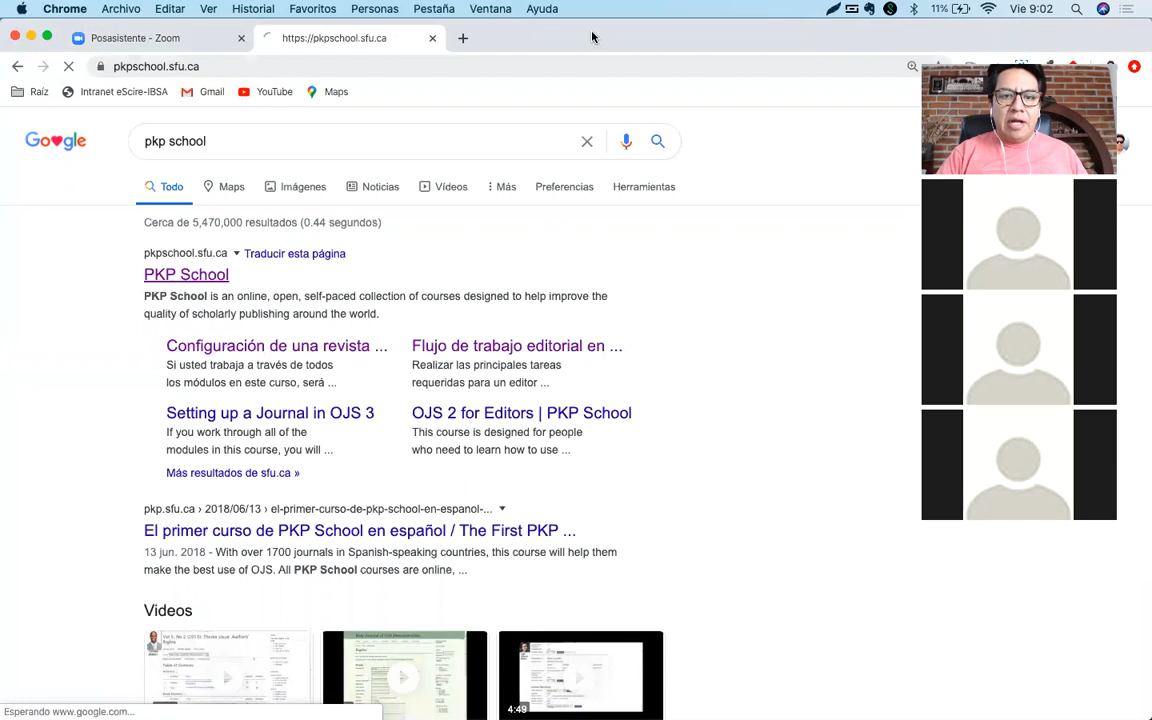 Chrome Archivo Editar Ver Historial Favoritos Personas Pestaña Ventana Ayuda 11% Vie 9:02
Posasistente - Zoom https://pkpschool.sfu.ca
pkpschool.sfu.ca
Raíz Intranet eScire-IBSA Gmail YouTube Maps
Google pkp school
Todo Maps Imágenes Noticias Vídeos Más Preferencias Herramientas
Cerca de 5,470,000 resultados (0.44 segundos)
pkpschool.sfu.ca Traducir esta página
PKP School
PKP School is an online, open, self-paced collection of courses designed to help improve the
quality of scholarly publishing around the world.
Configuración de una revista ...
Si usted trabaja a través de todos
los módulos en este curso, será ...
Flujo de trabajo editorial en ...
Realizar las principales tareas
requeridas para un editor ...
Setting up a Journal in OJS 3
If you work through all of the
modules in this course, you will ...
OJS 2 for Editors | PKP School
This course is designed for people
who need to learn how to use ...
Más resultados de sfu.ca »
pkp.sfu.ca › 2018/06/13 › el-primer-curso-de-pkp-school-en-espanol-...
El primer curso de PKP School en español / The First PKP ...
13 jun. 2018 - With over 1700 journals in Spanish-speaking countries, this course will help them
make the best use of OJS. All PKP School courses are online, ...
Videos
4:49
Esperando www.google.com...